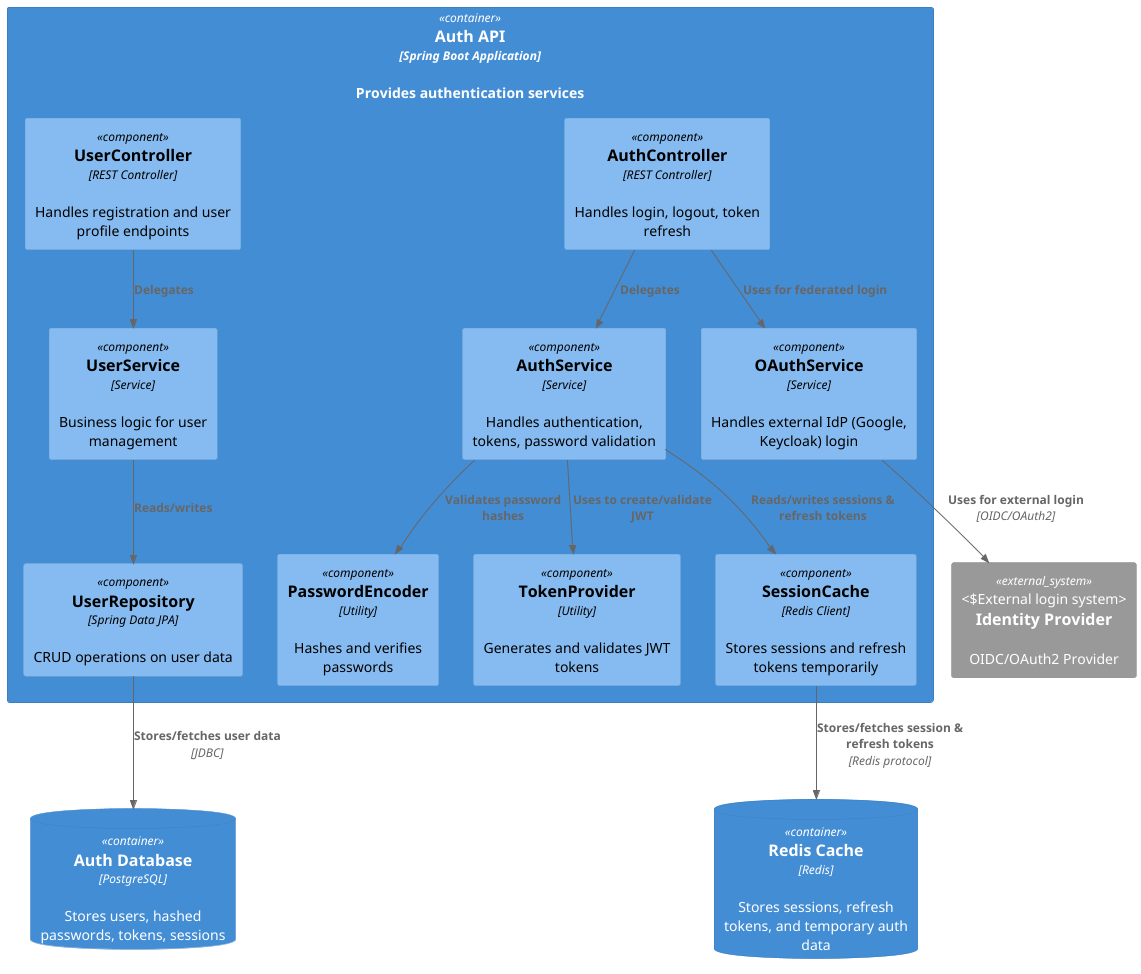 «container»
Auth API
[Spring Boot Application]
Provides authentication services
«component»
UserController
[REST Controller]
Handles registration and user
profile endpoints
«component»
AuthController
[REST Controller]
Handles login, logout, token
refresh
Delegates
Delegates
Uses for federated login
«component»
UserService
[Service]
Business logic for user
management
«component»
AuthService
[Service]
Handles authentication,
tokens, password validation
«component»
OAuthService
[Service]
Handles external IdP (Google,
Keycloak) login
Reads/writes
Validates password
hashes
Uses to create/validate
JWT
Reads/writes sessions &
refresh tokens
Uses for external login
[OIDC/OAuth2]
«component»
UserRepository
[Spring Data JPA]
CRUD operations on user data
«component»
PasswordEncoder
[Utility]
Hashes and verifies
passwords
«component»
TokenProvider
[Utility]
Generates and validates JWT
tokens
«component»
SessionCache
[Redis Client]
Stores sessions and refresh
tokens temporarily
«external_system»
<$External login system>
Identity Provider
OIDC/OAuth2 Provider
Stores/fetches user data
[JDBC]
Stores/fetches session &
refresh tokens
[Redis protocol]
«container»
Auth Database
[PostgreSQL]
Stores users, hashed
passwords, tokens, sessions
«container»
Redis Cache
[Redis]
Stores sessions, refresh
tokens, and temporary auth
data